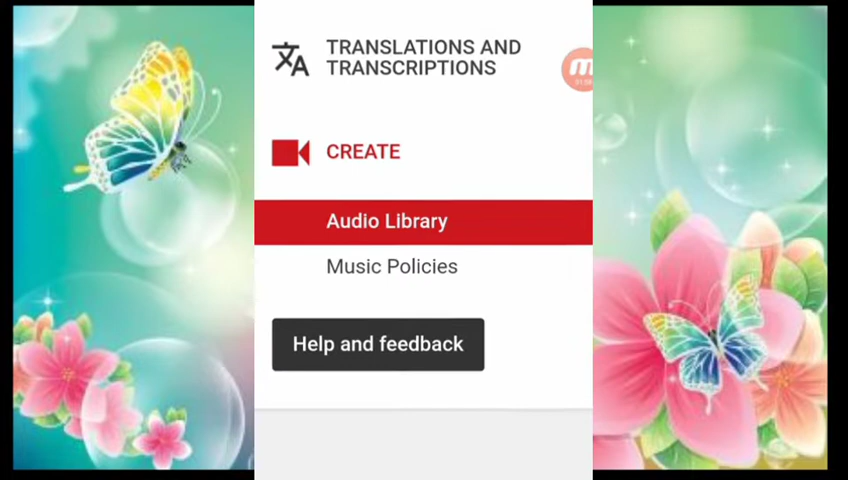 TRANSLATIONS AND
TRANSCRIPTIONS
CREATE
Audio Library
Music Policies
Help and feedback